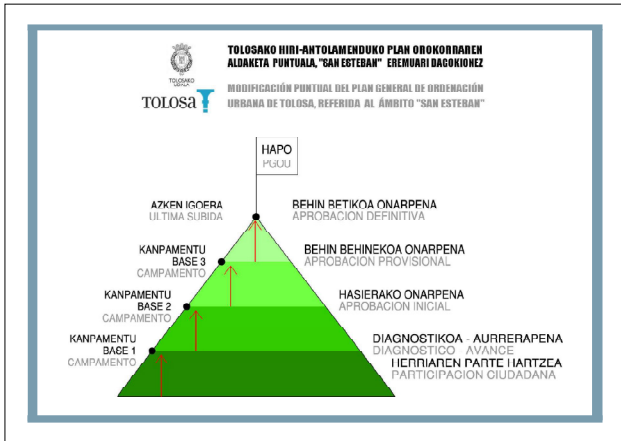 TOLOSAKO HIRI-ANTOLAMENDUKO PLAN OROKORRAREN
ALDAKETA PUNTUALA, "SAN ESTEBAN" EREMUARI DAGOKIONEZ
TOLOSAKO
UDALA
TOLOSA
MODIFICACIÓN PUNTUAL DEL PLAN GENERAL DE ORDENACIÓN
URBANA DE TOLOSA, REFERIDA AL ÁMBITO "SAN ESTEBAN"
HAPO
PGOU
AZKEN IGOERA
ULTIMA SUBIDA
BEHIN BETIKOA ONARPENA
APROBACION DEFINITIVA
KANPAMENTU
BASE 3
CAMPAMENTO
BEHIN BEHINEKOA ONARPENA
APROBACION PROVISIONAL
KANPAMENTU
BASE 2
CAMPAMENTO
HASIERAKO ONARPENA
APROBACION INICIAL
KANPAMENTU
BASE 1
CAMPAMENTO
DIAGNOSTIKOA - AURRERAPENA
DIAGNOSTICO - AVANCE
HERRIAREN PARTE HARTZEA
PARTICIPACION CIUDADANA